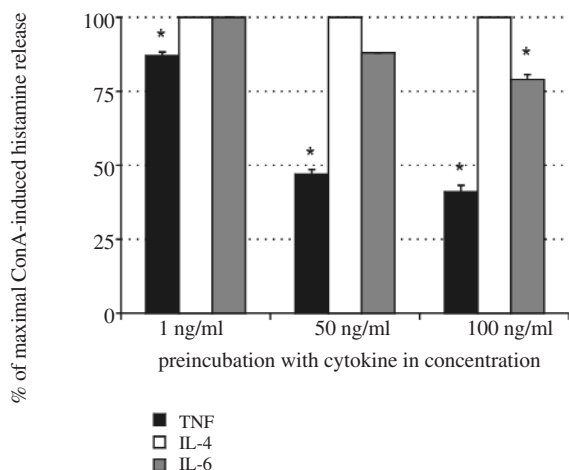 % of maximal ConA-induced histamine release
100
75
50
25
0
*
*
*
*
1 ng/ml 50 ng/ml 100 ng/ml
preincubation with cytokine in concentration
TNF
IL-4
IL-6